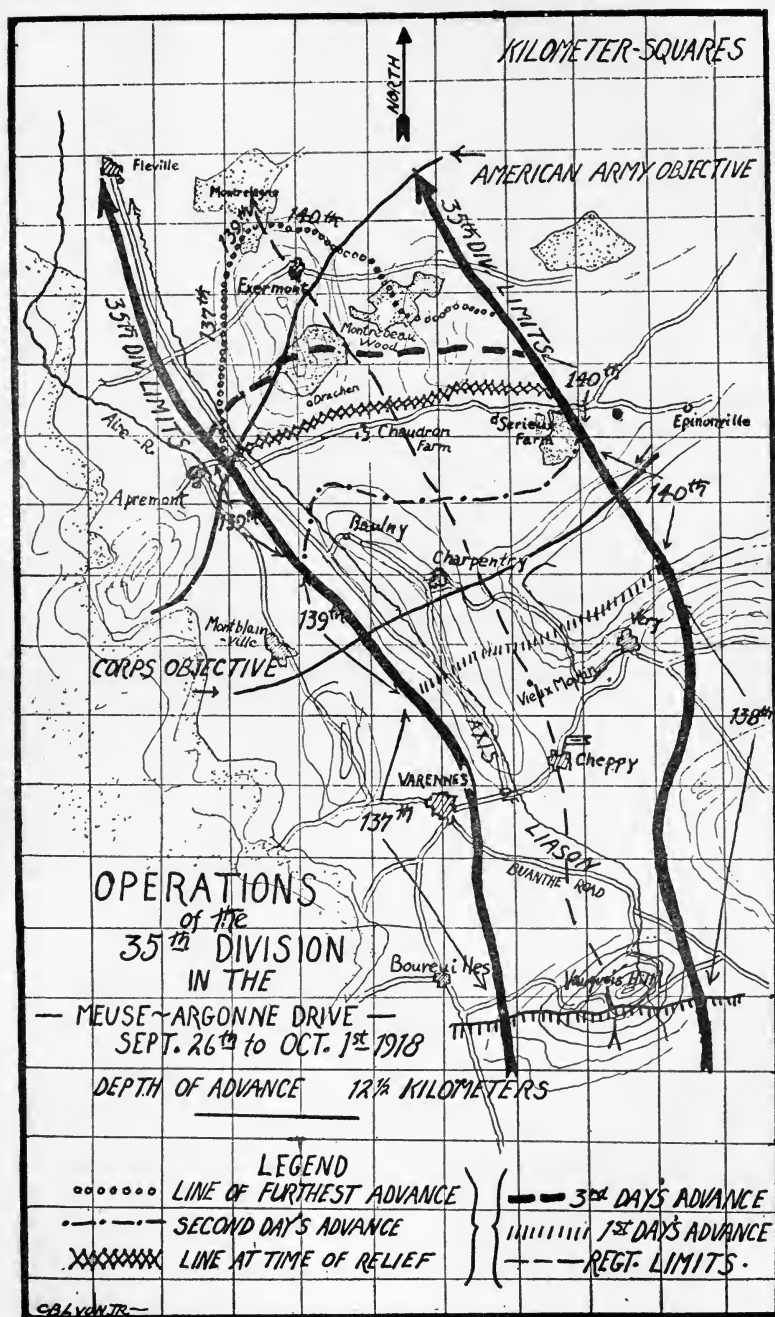 KILOMETER-SQUARES
NORTH
AMERICAN ARMY OBJECTIVE
Fleville
139th
140th
35th DIV. LIMITS
Exermont
137th
Montrebeau
Wood
35TH DIV. LIMITS
Drachen
140th
Aire R.
Chaudron
Farm
Serieux
Farm
Epinonville
Apremont
139th
140th
Baulny
Charpentry
139th
Montblain
-ville
Very
CORPS OBJECTIVE
Vieux Moulin
138th
AXIS
Cheppy
VARENNES
137th
LIASON
BUANTHE ROAD
OPERATIONS
of the
35th DIVISION
IN THE
— MEUSE~ARGONNE DRIVE —
SEPT. 26th to OCT. 1st 1918
Boureuilles
Vauquois Hill
DEPTH OF ADVANCE 12½ KILOMETERS
LEGEND
LINE OF FURTHEST ADVANCE
3rd DAY'S ADVANCE
SECOND DAY'S ADVANCE
1st DAY'S ADVANCE
LINE AT TIME OF RELIEF
REGT. LIMITS.